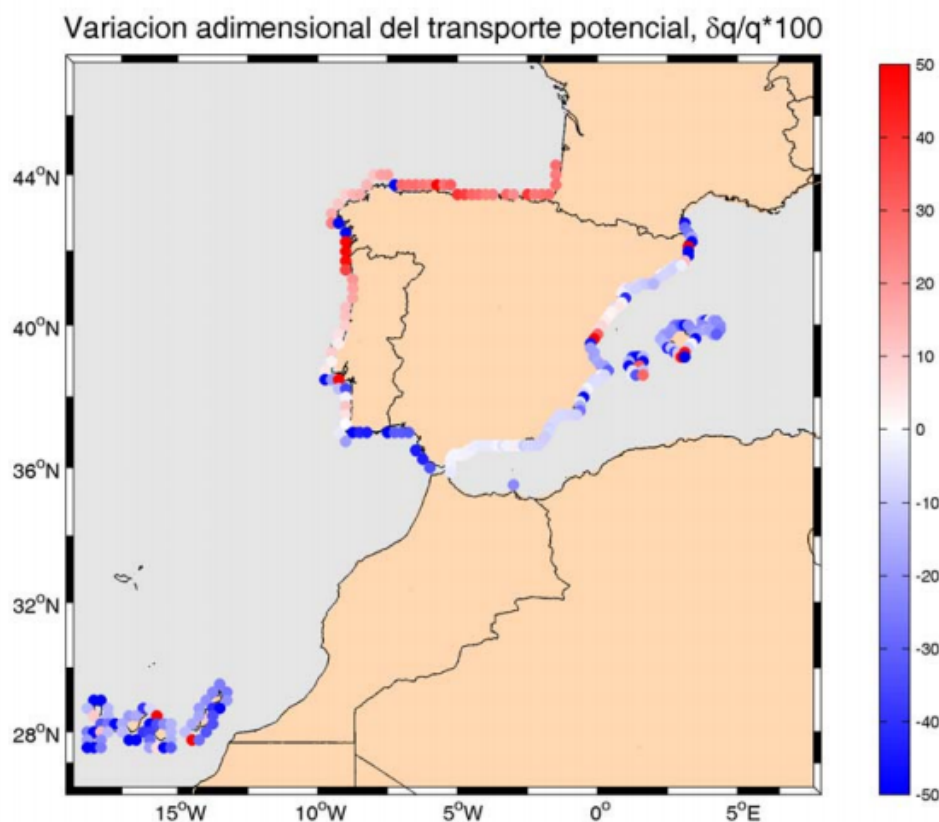 Variacion adimensional del transporte potencial, δq/q*100
50
40
30
20
10
0
-10
-20
-30
-40
-50
44°N
40°N
36°N
32°N
28°N
15°W 10°W 5°W 0° 5°E